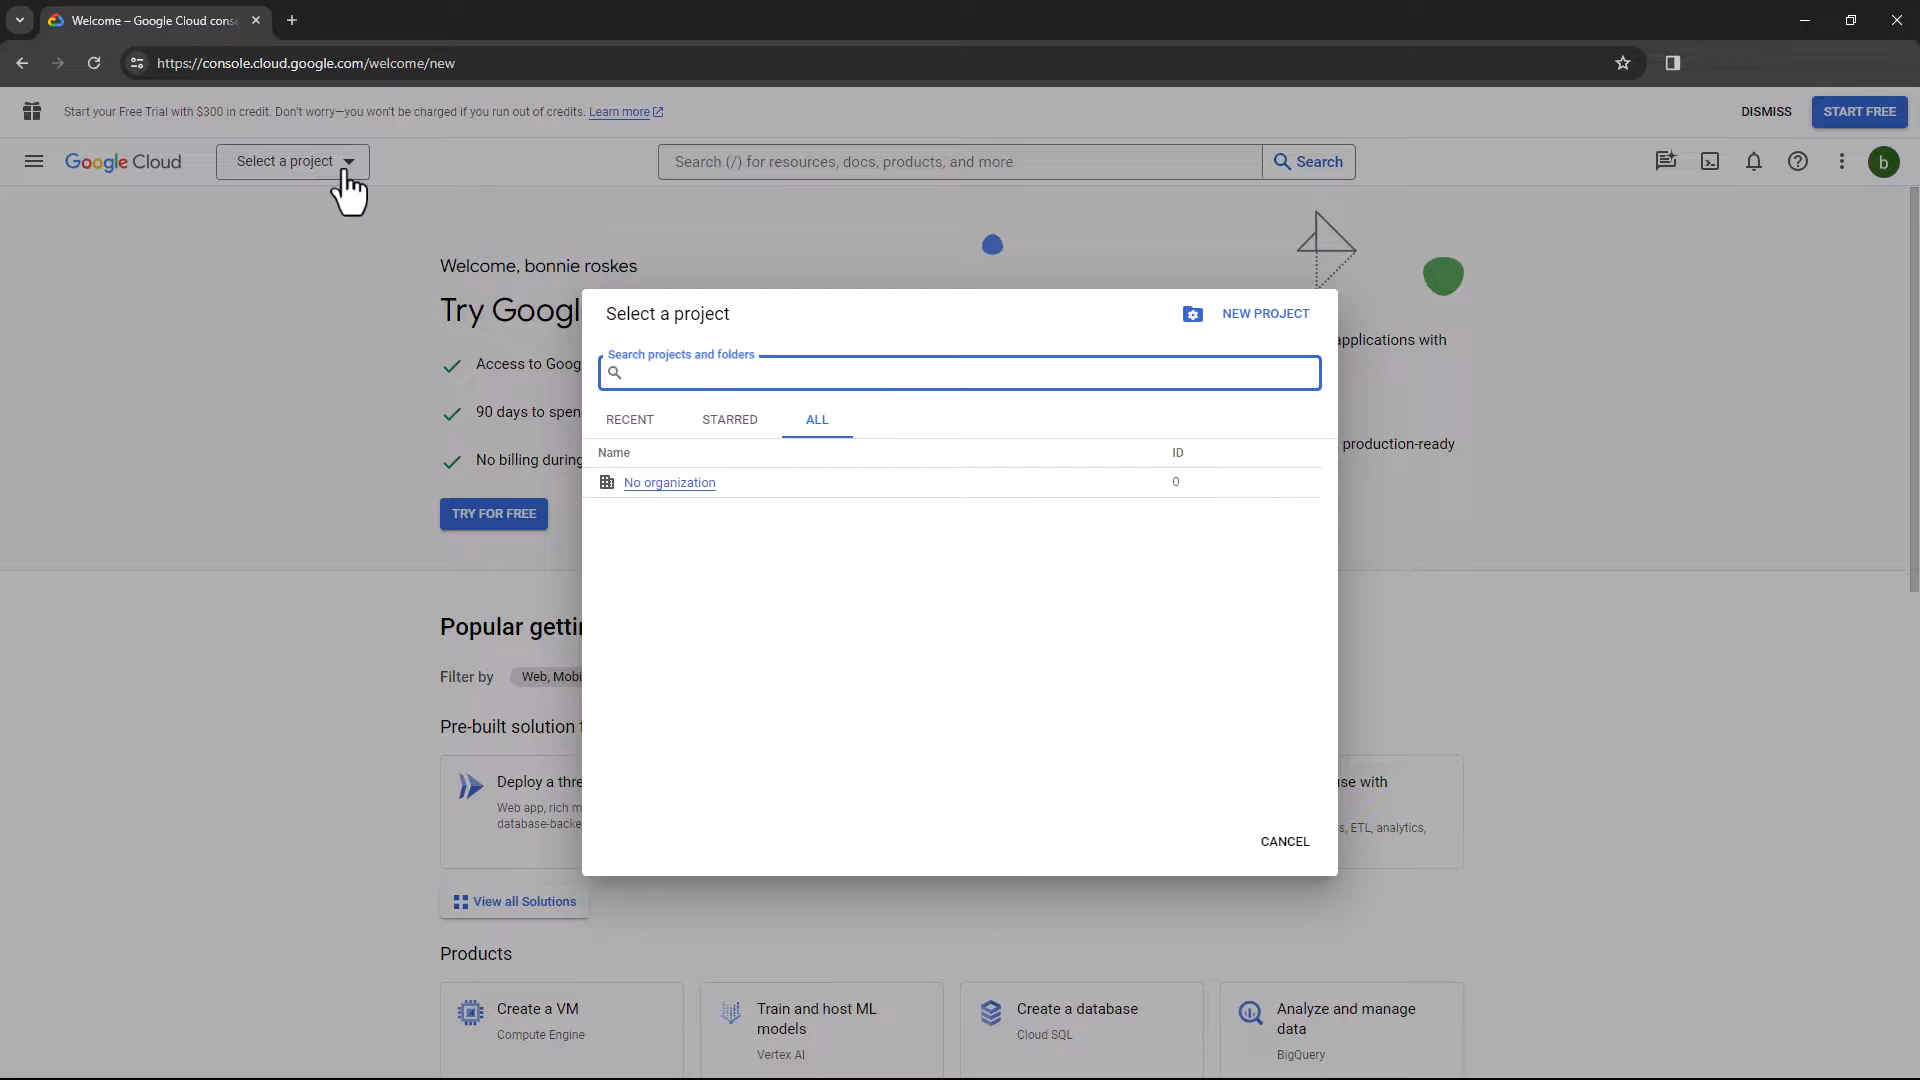 Welcome – Google Cloud cons
https://console.cloud.google.com/welcome/new
Start your Free Trial with $300 in credit. Don't worry—you won't be charged if you run out of credits. Learn more
DISMISS
START FREE
Google Cloud
Select a project
Search (/) for resources, docs, products, and more
Search
b
Welcome, bonnie roskes
Try Googl
Access to Goog
90 days to spen
No billing during
TRY FOR FREE
applications with
production-ready
Select a project
NEW PROJECT
Search projects and folders
RECENT
STARRED
ALL
Name
ID
No organization
0
CANCEL
Popular getti
Filter by
Web, Mobi
Pre-built solution t
Deploy a thre
Web app, rich m
database-backe
use with
s, ETL, analytics,
View all Solutions
Products
Create a VM
Compute Engine
Train and host ML
models
Vertex AI
Create a database
Cloud SQL
Analyze and manage
data
BigQuery